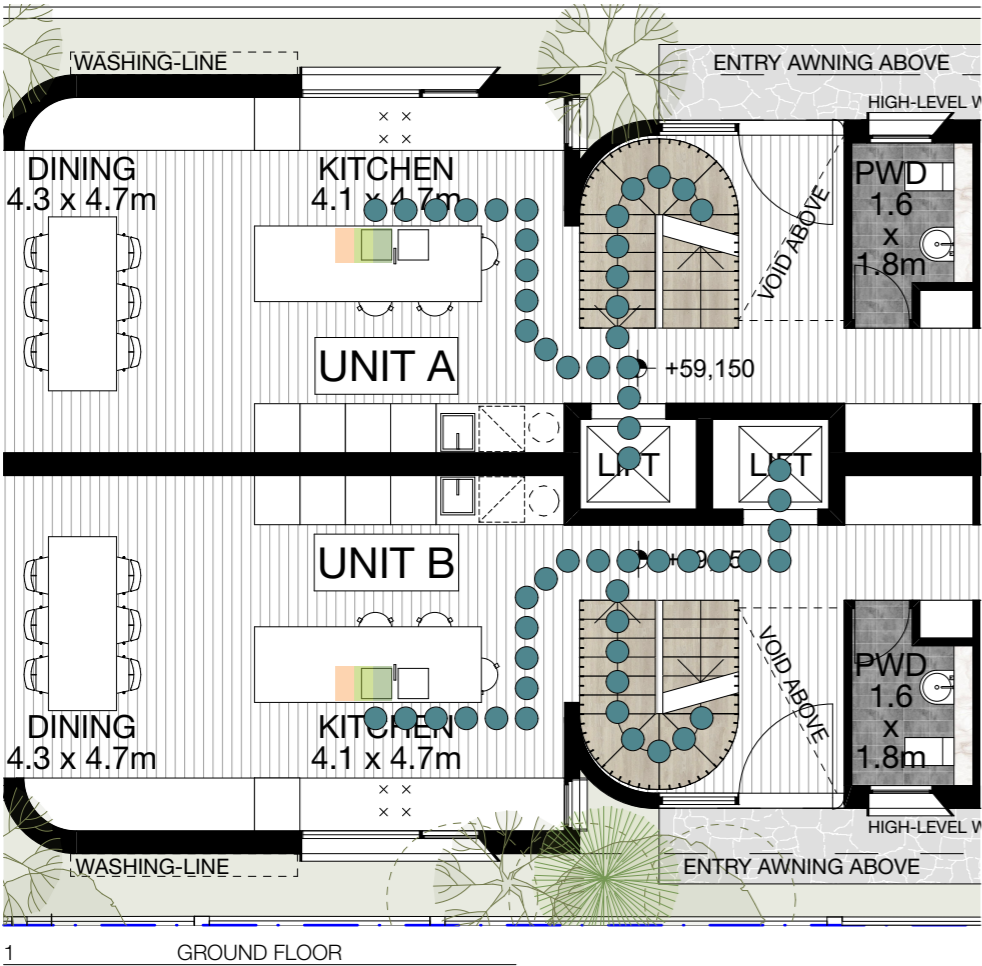 WASHING-LINE
ENTRY AWNING ABOVE
HIGH-LEVEL W
DINING
4.3 x 4.7m
KITCHEN
4.1 x 4.7m
VOID ABOVE
PWD
1.6
x
1.8m
UNIT A
+59,150
LIFT
LIFT
UNIT B
VOID ABOVE
PWD
1.6
x
1.8m
DINING
4.3 x 4.7m
KITCHEN
4.1 x 4.7m
HIGH-LEVEL W
WASHING-LINE
ENTRY AWNING ABOVE
1 GROUND FLOOR